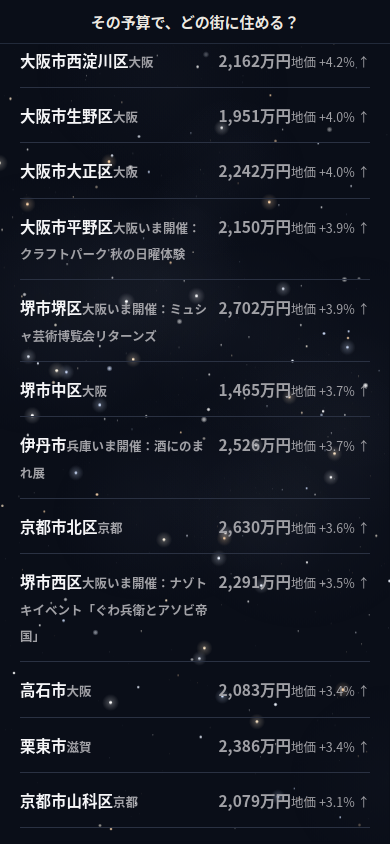 その予算で、どの街に住める？
大阪市西淀川区大阪 2,162万円地価 +4.2% ↑
大阪市生野区大阪 1,951万円地価 +4.0% ↑
大阪市大正区大阪 2,242万円地価 +4.0% ↑
大阪市平野区大阪いま開催： 2,150万円地価 +3.9% ↑
クラフトパーク 秋の日曜体験
堺市堺区大阪いま開催：ミュシ 2,702万円地価 +3.9% ↑
ャ芸術博覧会リターンズ
堺市中区大阪 1,465万円地価 +3.7% ↑
伊丹市兵庫いま開催：酒にのま 2,526万円地価 +3.7% ↑
れ展
京都市北区京都 2,630万円地価 +3.6% ↑
堺市西区大阪いま開催：ナゾト 2,291万円地価 +3.5% ↑
キイベント「ぐわ兵衛とアソビ帝
国」
高石市大阪 2,083万円地価 +3.4% ↑
栗東市滋賀 2,386万円地価 +3.4% ↑
京都市山科区京都 2,079万円地価 +3.1% ↑